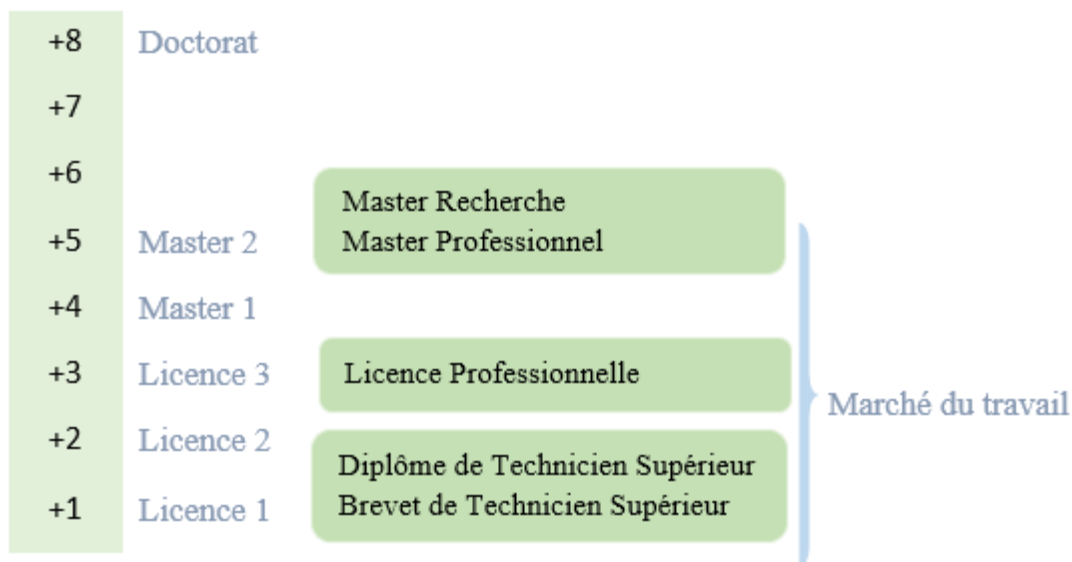 +8 Doctorat
+7
+6
Master Recherche
+5 Master 2 Master Professionnel
+4 Master 1
+3 Licence 3 Licence Professionnelle
Marché du travail
+2 Licence 2
Diplôme de Technicien Supérieur
+1 Licence 1 Brevet de Technicien Supérieur